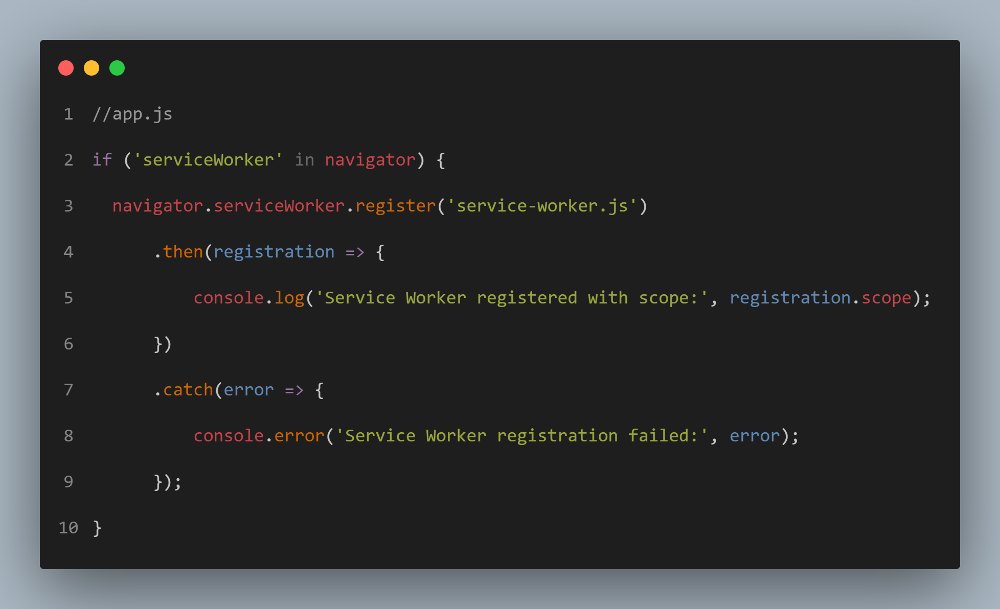 1 //app.js
2 if ('serviceWorker' in navigator) {
3   navigator.serviceWorker.register('service-worker.js')
4       .then(registration => {
5           console.log('Service Worker registered with scope:', registration.scope);
6       })
7       .catch(error => {
8           console.error('Service Worker registration failed:', error);
9       });
10 }